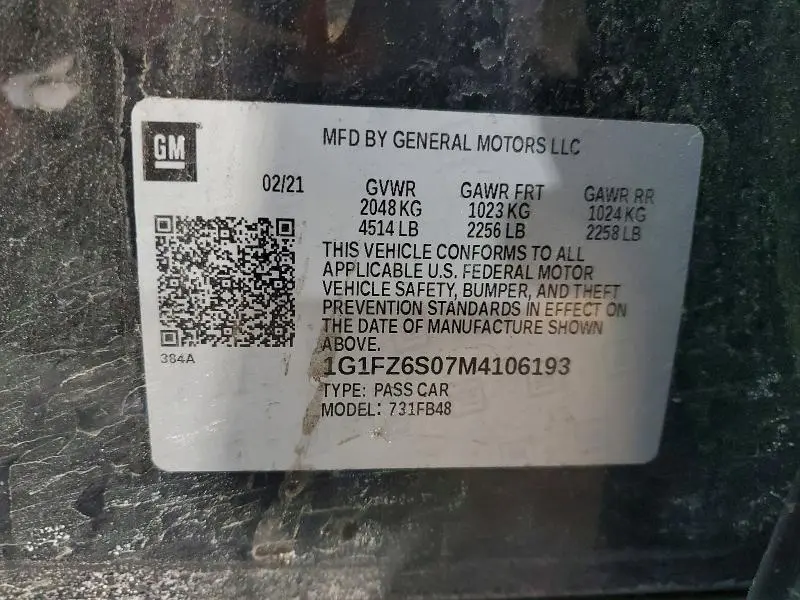 GM
MFD BY GENERAL MOTORS LLC
02/21 GVWR GAWR FRT GAWR RR
2048 KG 1023 KG 1024 KG
4514 LB 2256 LB 2258 LB
THIS VEHICLE CONFORMS TO ALL
APPLICABLE U.S. FEDERAL MOTOR
VEHICLE SAFETY, BUMPER, AND THEFT
PREVENTION STANDARDS IN EFFECT ON
THE DATE OF MANUFACTURE SHOWN
ABOVE.
384A
1G1FZ6S07M4106193
TYPE: PASS CAR
MODEL: 731FB48